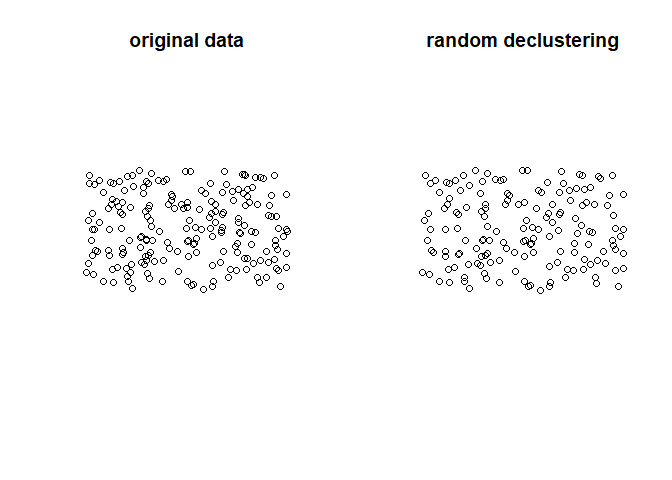 original data
random declustering